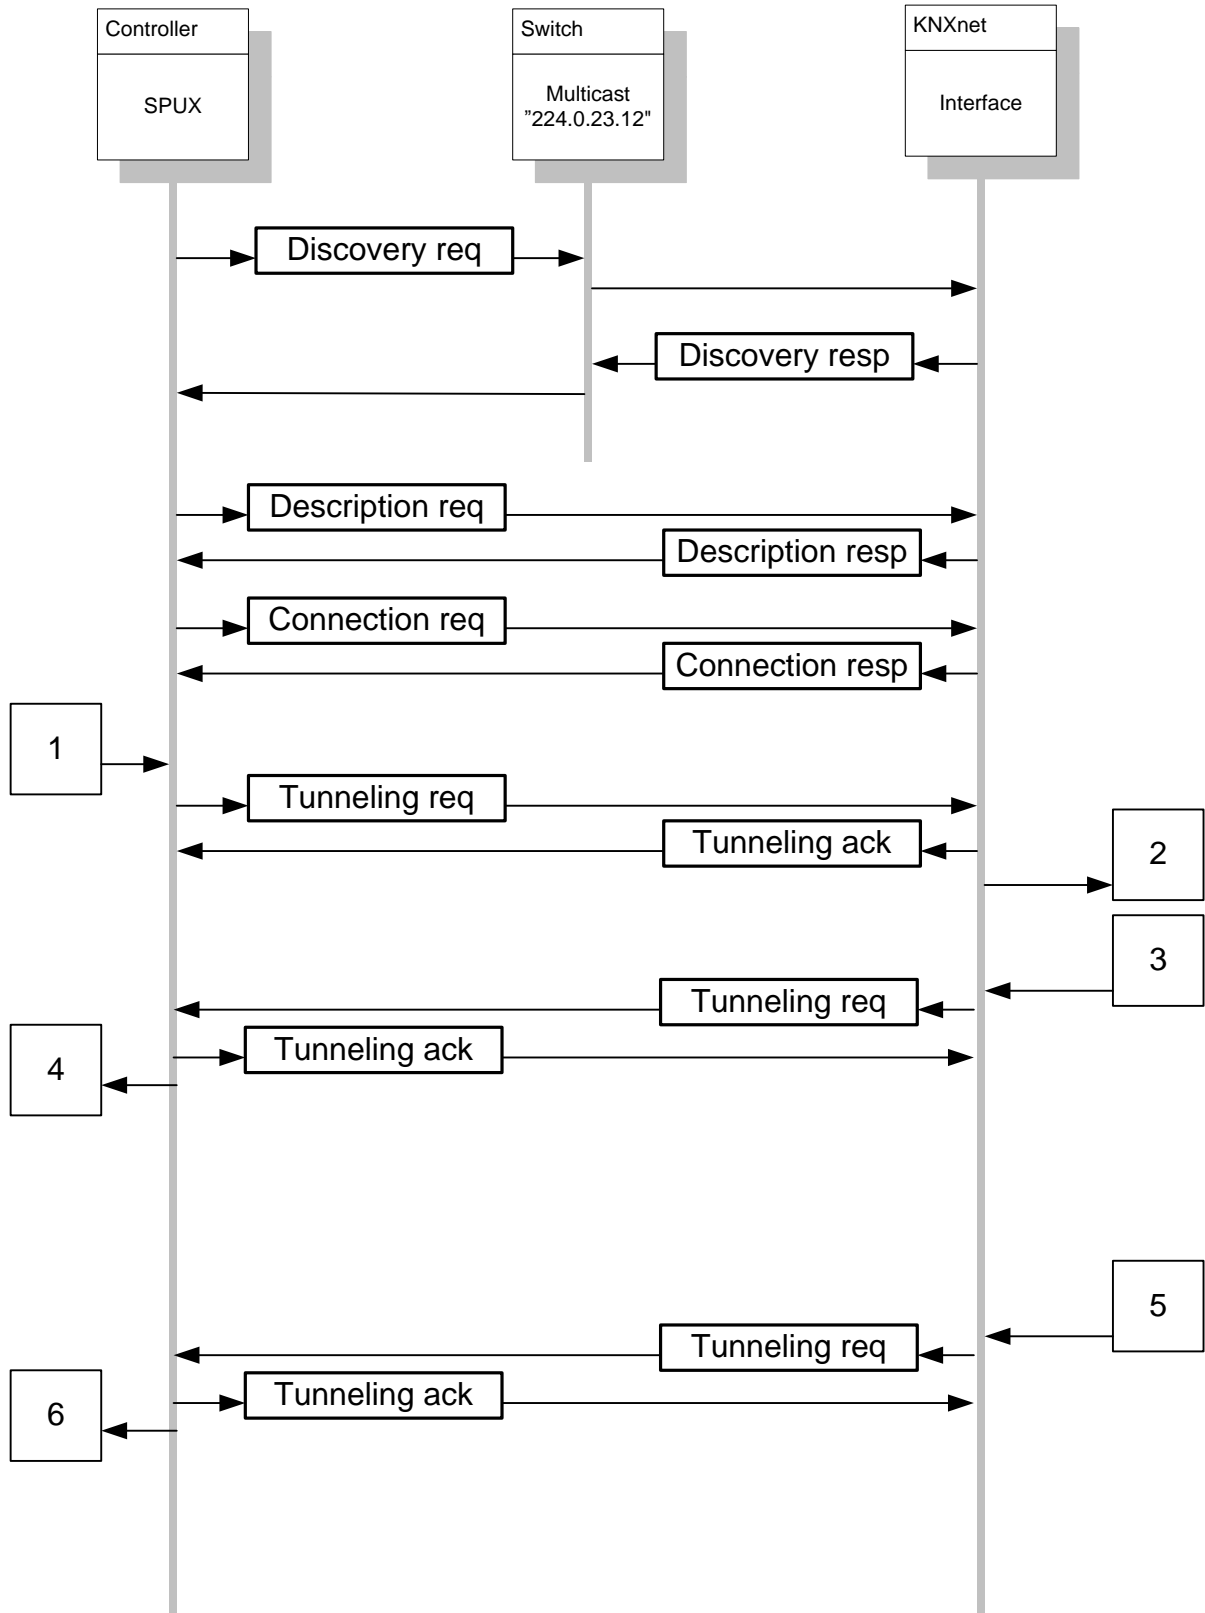 Controller
SPUX
Switch
Multicast
"224.0.23.12"
KNXnet
Interface
Discovery req
Discovery resp
Description req
Description resp
Connection req
Connection resp
1
Tunneling req
Tunneling ack
2
3
Tunneling req
Tunneling ack
4
5
Tunneling req
Tunneling ack
6